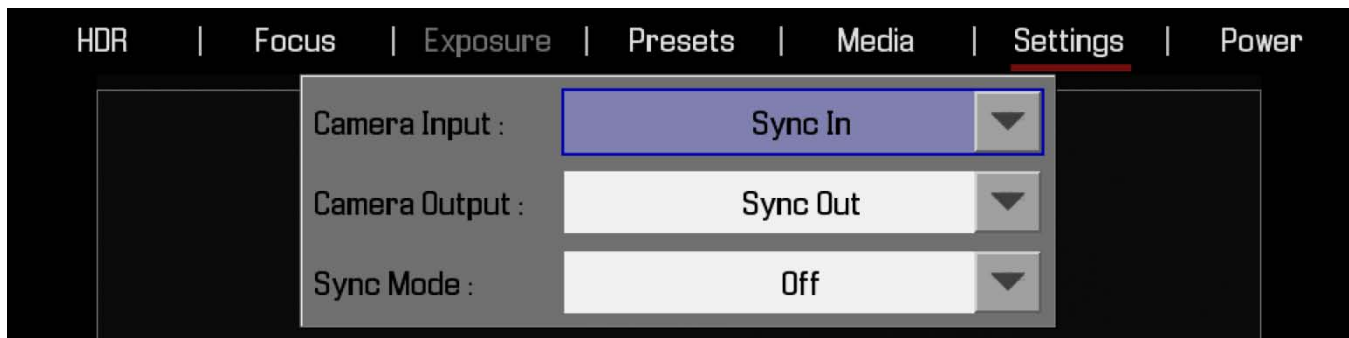 HDR | Focus | Exposure | Presets | Media | Settings | Power
Camera Input : Sync In
Camera Output : Sync Out
Sync Mode : Off